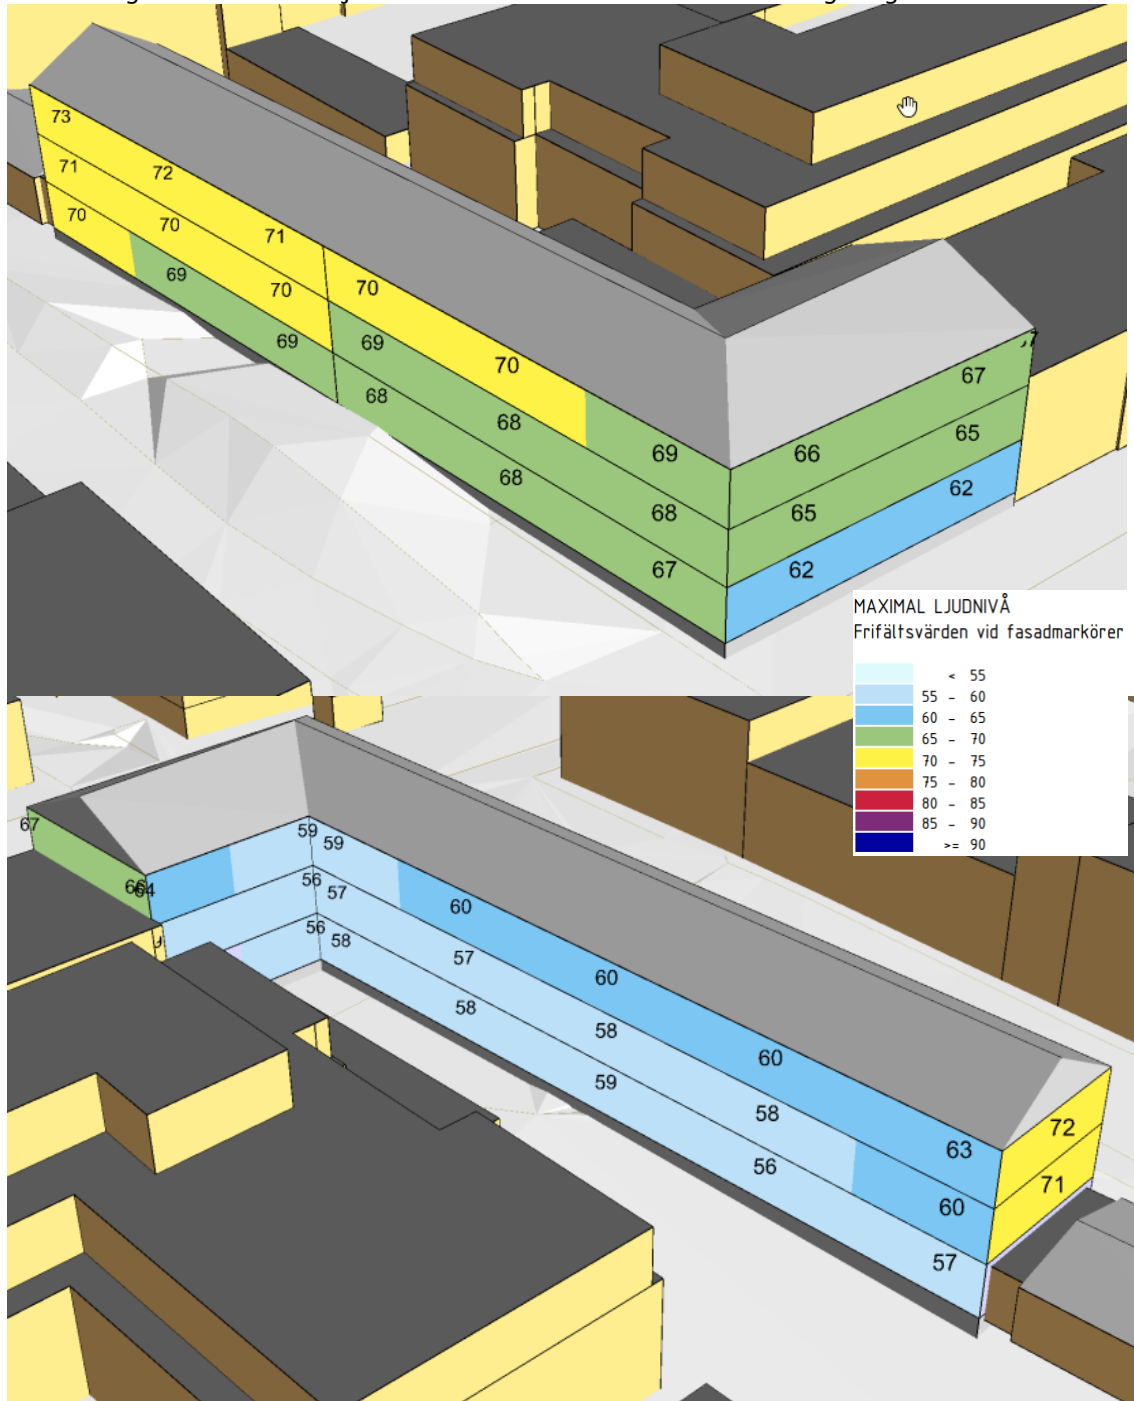 73
71 72
70 70 71
69 70 70
69 69 70
68 68 69
68 68
67
67
66 65
65 62
62
MAXIMAL LJUDNIVÅ
Frifältsvärden vid fasadmarkörer
< 55
55 - 60
60 - 65
65 - 70
70 - 75
75 - 80
80 - 85
85 - 90
>= 90
67
59 59
64
56 57 60
56 58 57 60
58 58 60
59 58 63 72
56 60 71
57